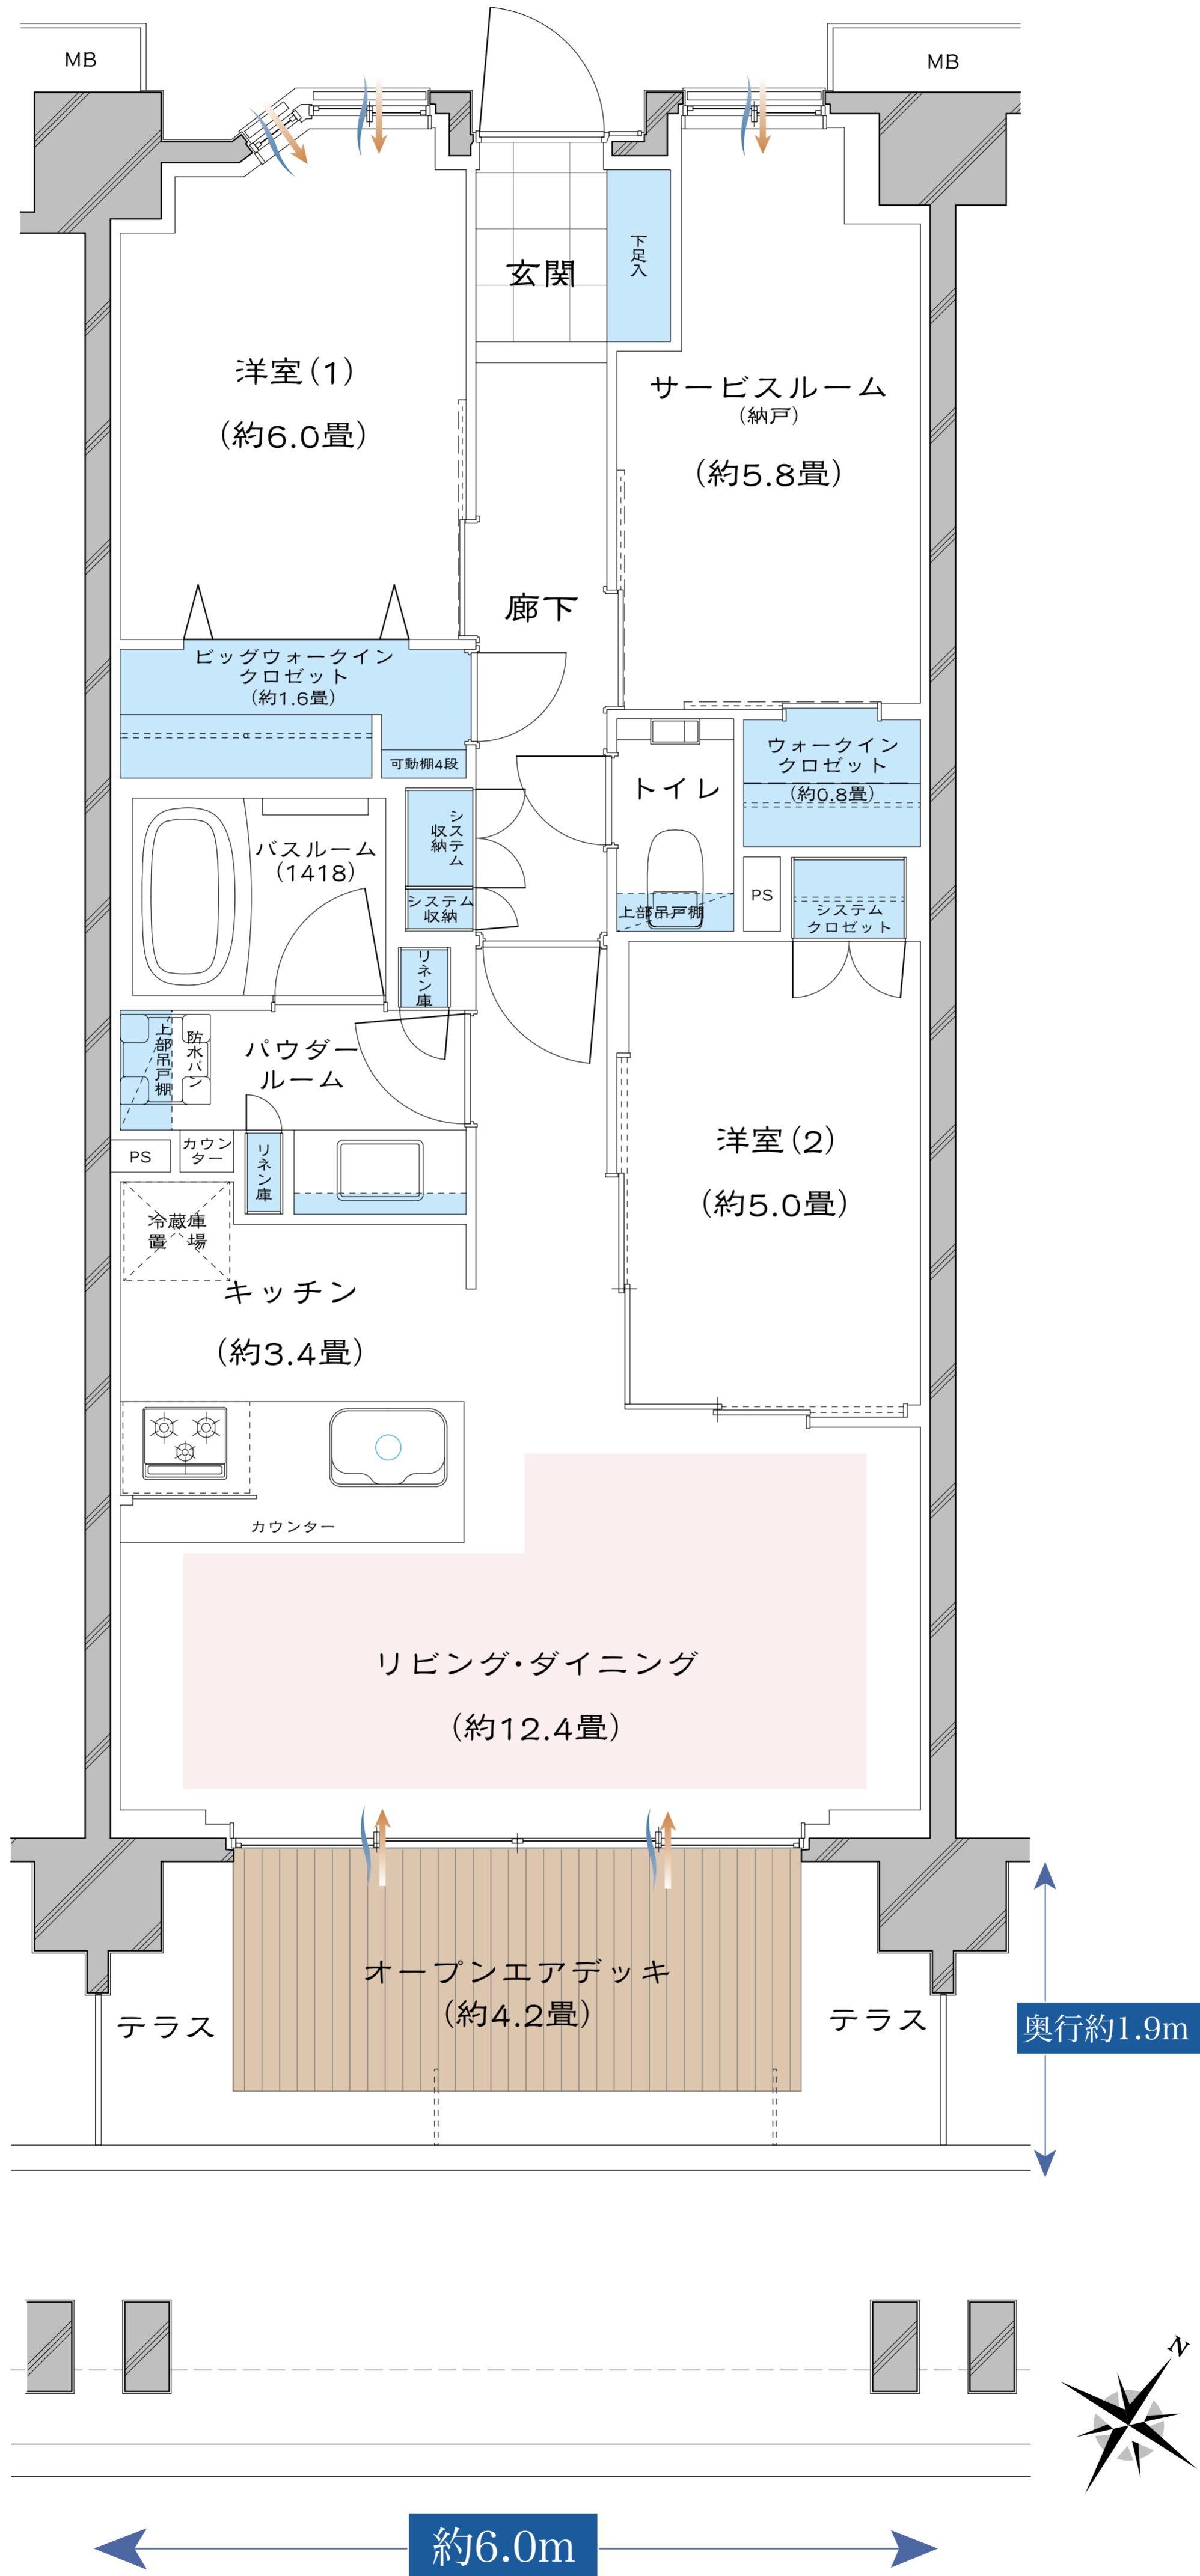 MB
MB
玄関
下足入
洋室(1)
(約6.0畳)
サービスルーム
(納戸)
(約5.8畳)
廊下
ビッグウォークイン
クロゼット
(約1.6畳)
可動棚4段
トイレ
ウォークイン
クロゼット
(約0.8畳)
システム
収納
バスルーム
(1418)
システム
収納
上部吊戸棚
PS
システム
クロゼット
リネン庫
上部吊戸棚
防水パン
パウダー
ルーム
PS
カウン
ター
リネン庫
洋室(2)
(約5.0畳)
冷蔵庫
置 場
キッチン
(約3.4畳)
カウンター
リビング・ダイニング
(約12.4畳)
オープンエアデッキ
(約4.2畳)
テラス
テラス
奥行約1.9m
N
約6.0m